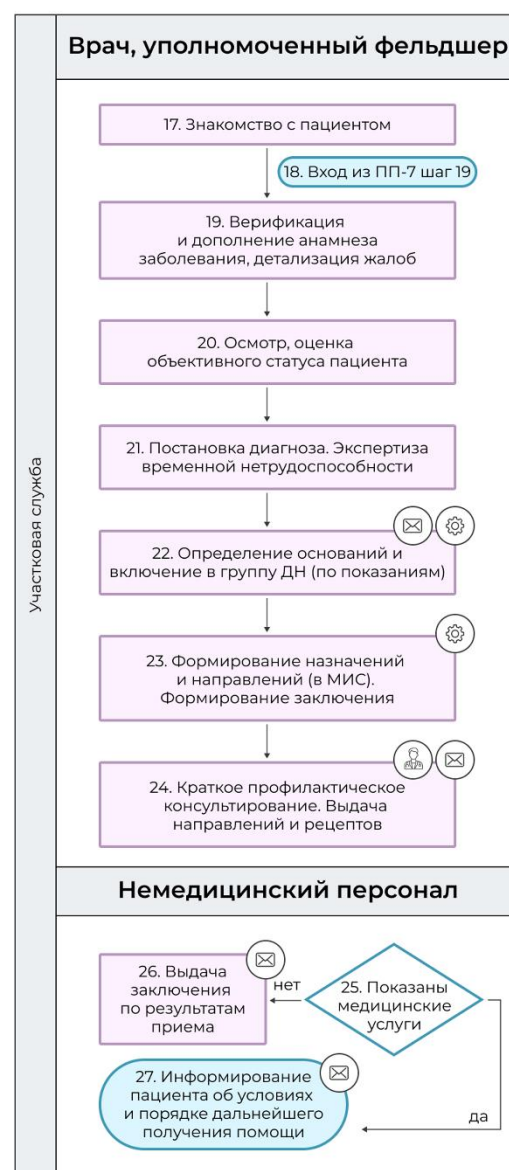 Врач, уполномоченный фельдшер
Участковая служба
17. Знакомство с пациентом
18. Вход из ПП-7 шаг 19
19. Верификация
и дополнение анамнеза
заболевания, детализация жалоб
20. Осмотр, оценка
объективного статуса пациента
21. Постановка диагноза. Экспертиза
временной нетрудоспособности
22. Определение оснований и
включение в группу ДН (по показаниям)
23. Формирование назначений
и направлений (в МИС).
Формирование заключения
24. Краткое профилактическое
консультирование. Выдача
направлений и рецептов
Немедицинский персонал
25. Показаны
медицинские
услуги
нет
26. Выдача
заключения
по результатам
приема
да
27. Информирование
пациента об условиях
и порядке дальнейшего
получения помощи